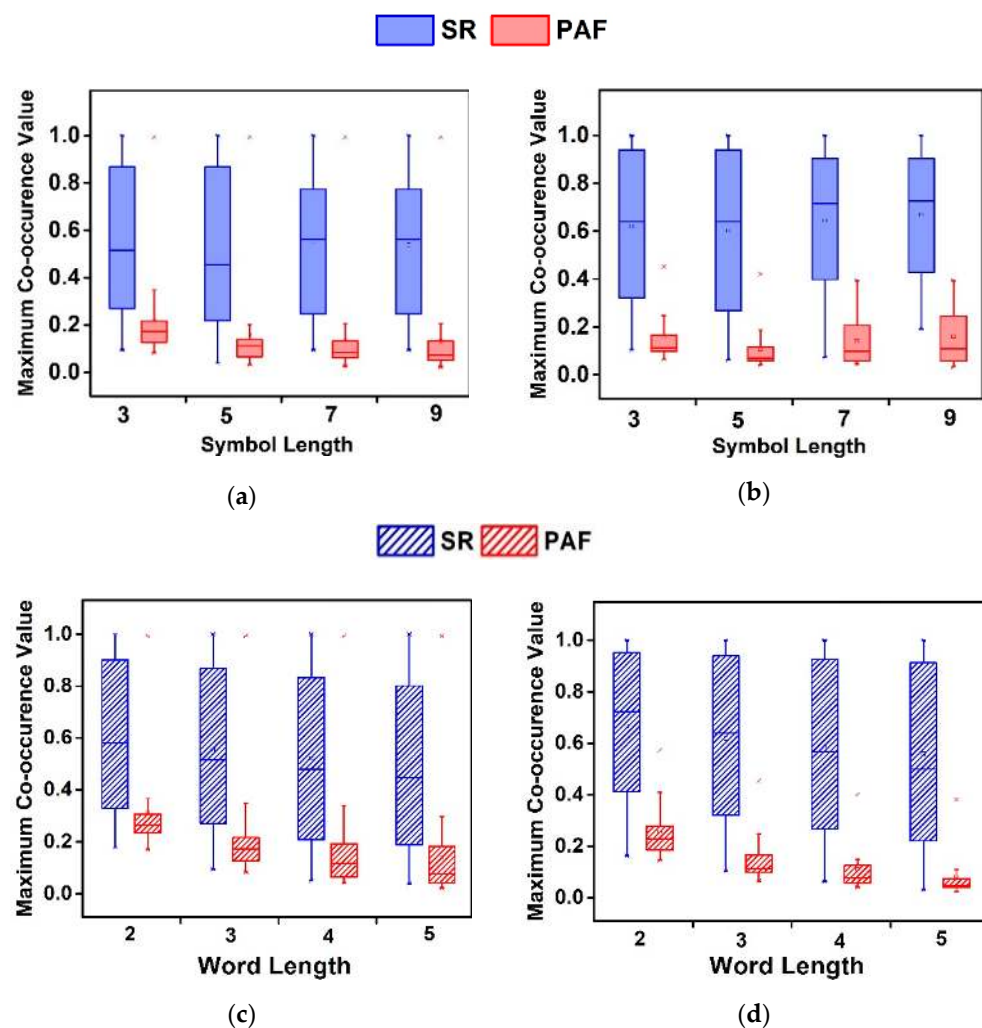 SR PAF
Maximum Co-occurence Value
1.0
0.8
0.6
0.4
0.2
0.0
3 5 7 9
Symbol Length
(a)
Maximum Co-occurence Value
1.0
0.8
0.6
0.4
0.2
0.0
3 5 7 9
Symbol Length
(b)
SR PAF
Maximum Co-occurence Value
1.0
0.8
0.6
0.4
0.2
0.0
2 3 4 5
Word Length
(c)
Maximum Co-occurence Value
1.0
0.8
0.6
0.4
0.2
0.0
2 3 4 5
Word Length
(d)